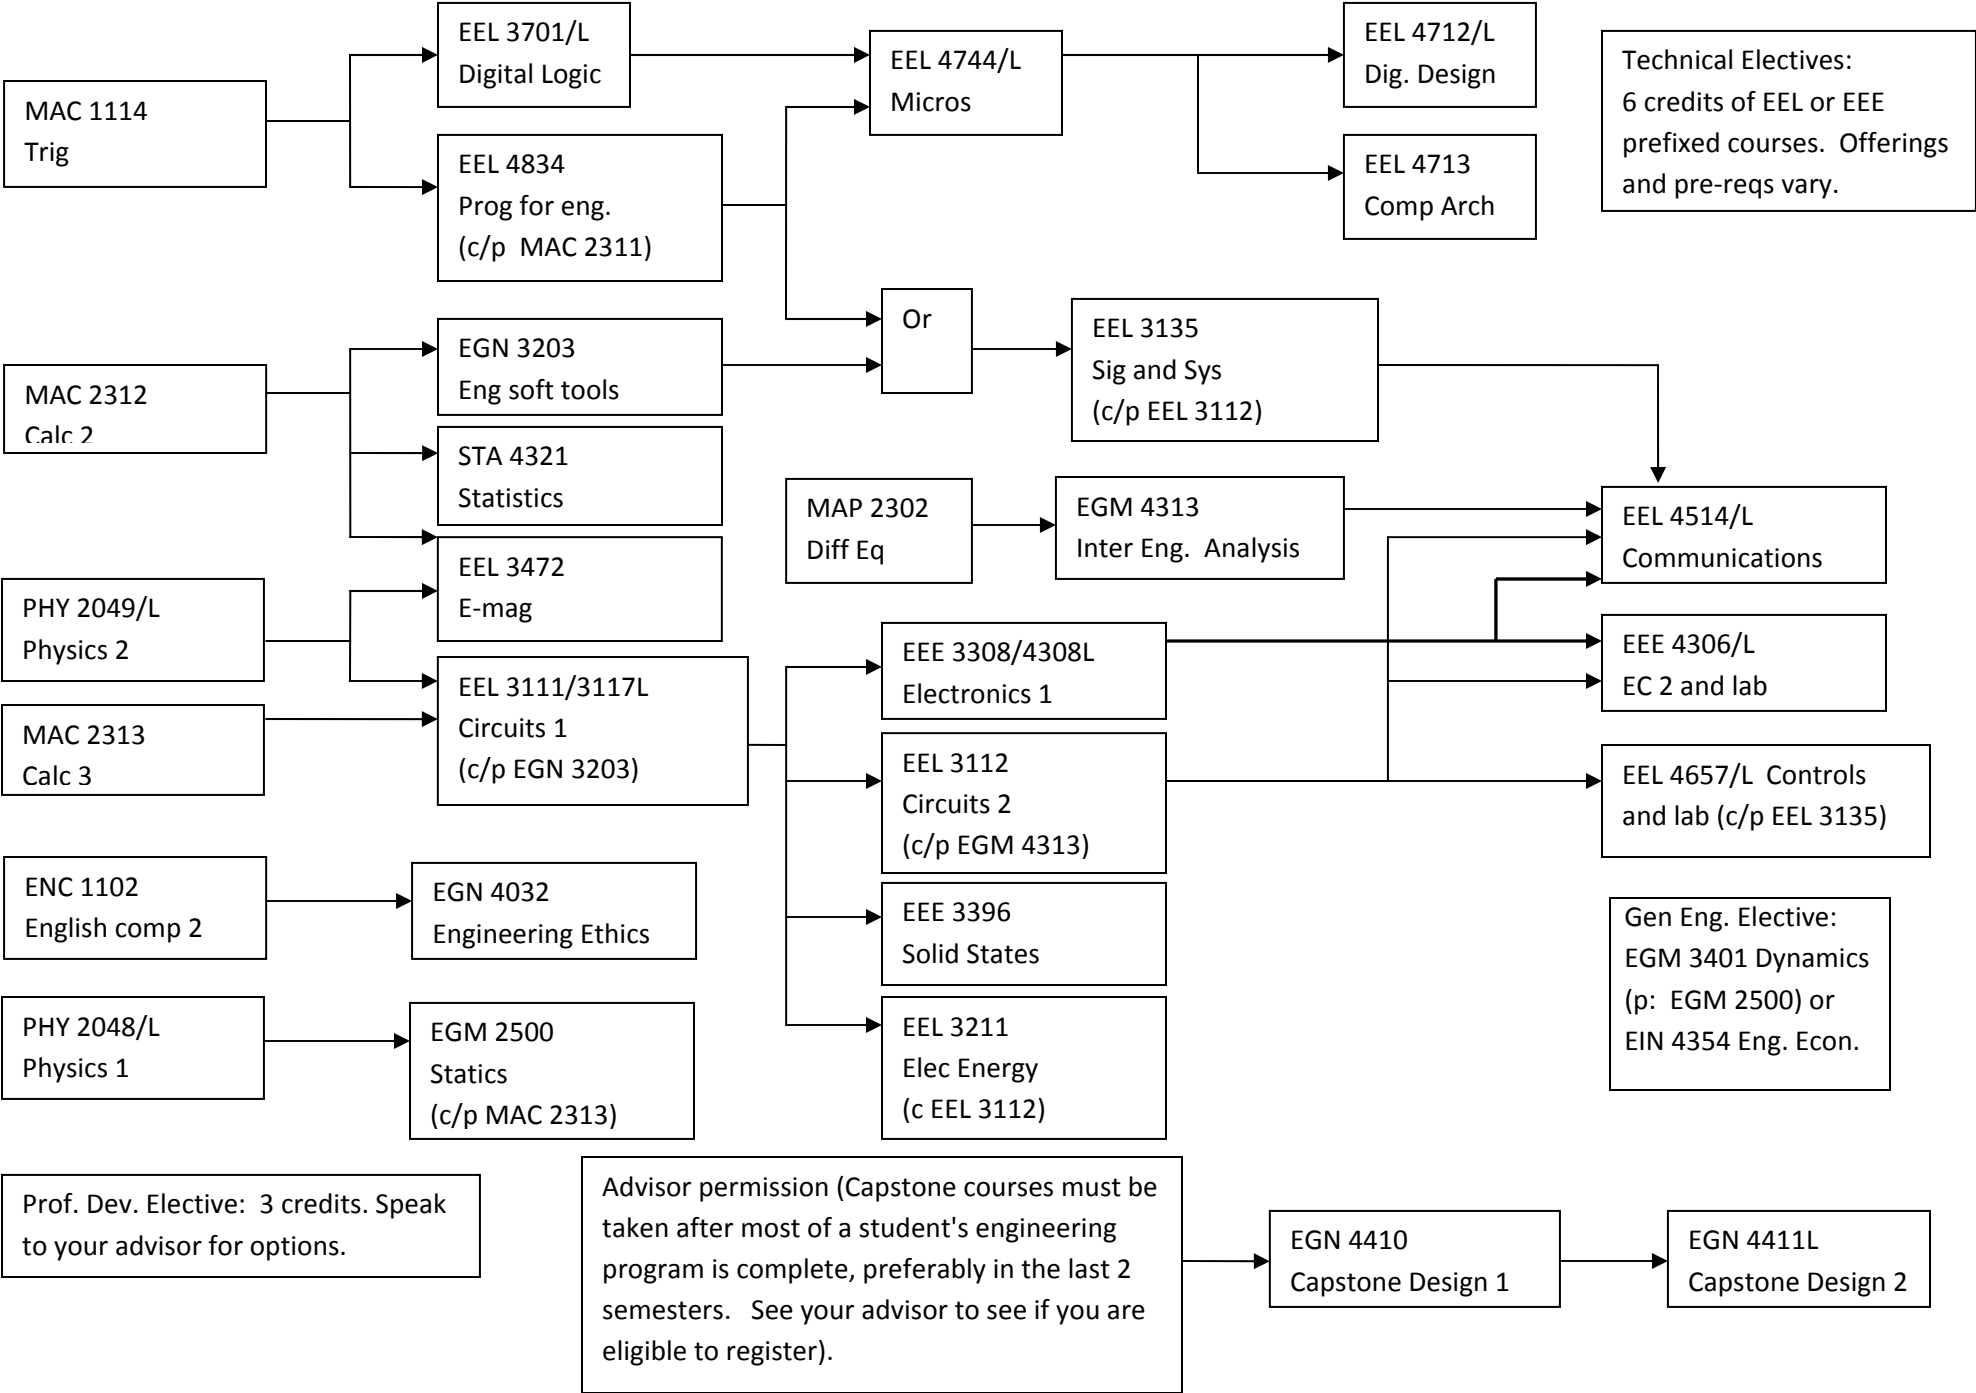 EEL 3701/L
Digital Logic
EEL 4744/L
Micros
EEL 4712/L
Dig. Design
Technical Electives:
6 credits of EEL or EEE
prefixed courses.  Offerings
and pre-reqs vary.
MAC 1114
Trig
EEL 4834
Prog for eng.
(c/p  MAC 2311)
EEL 4713
Comp Arch
MAC 2312
Calc 2
EGN 3203
Eng soft tools
Or
EEL 3135
Sig and Sys
(c/p EEL 3112)
STA 4321
Statistics
MAP 2302
Diff Eq
EGM 4313
Inter Eng.  Analysis
EEL 4514/L
Communications
PHY 2049/L
Physics 2
EEL 3472
E-mag
EEE 3308/4308L
Electronics 1
EEE 4306/L
EC 2 and lab
MAC 2313
Calc 3
EEL 3111/3117L
Circuits 1
(c/p EGN 3203)
EEL 3112
Circuits 2
(c/p EGM 4313)
EEL 4657/L  Controls
and lab (c/p EEL 3135)
ENC 1102
English comp 2
EGN 4032
Engineering Ethics
EEE 3396
Solid States
Gen Eng. Elective:
EGM 3401 Dynamics
(p:  EGM 2500) or
EIN 4354 Eng. Econ.
PHY 2048/L
Physics 1
EGM 2500
Statics
(c/p MAC 2313)
EEL 3211
Elec Energy
(c EEL 3112)
Prof. Dev. Elective:  3 credits. Speak
to your advisor for options.
Advisor permission (Capstone courses must be
taken after most of a student's engineering
program is complete, preferably in the last 2
semesters.   See your advisor to see if you are
eligible to register).
EGN 4410
Capstone Design 1
EGN 4411L
Capstone Design 2